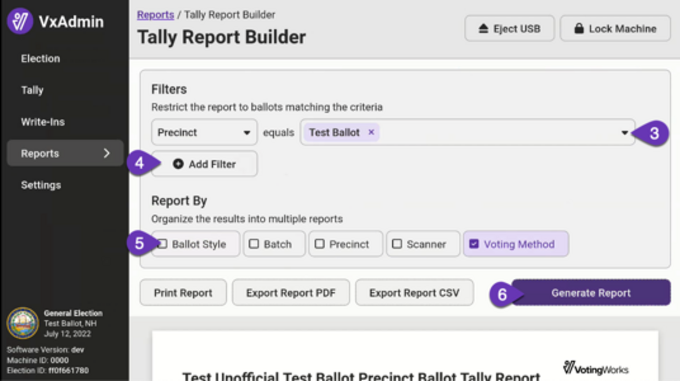 VxAdmin
Election
Tally
Write-Ins
Reports
Settings
General Election
Test Ballot, NH
July 12, 2022
Software Version: dev
Machine ID: 0000
Election ID: ff0f661780
Reports / Tally Report Builder
Tally Report Builder
Eject USB
Lock Machine
Filters
Restrict the report to ballots matching the criteria
Precinct equals Test Ballot × 3
4 Add Filter
Report By
Organize the results into multiple reports
5 Ballot Style Batch Precinct Scanner Voting Method
Print Report Export Report PDF Export Report CSV 6 Generate Report
Test Unofficial Test Ballot Precinct Ballot Tally Report
VotingWorks